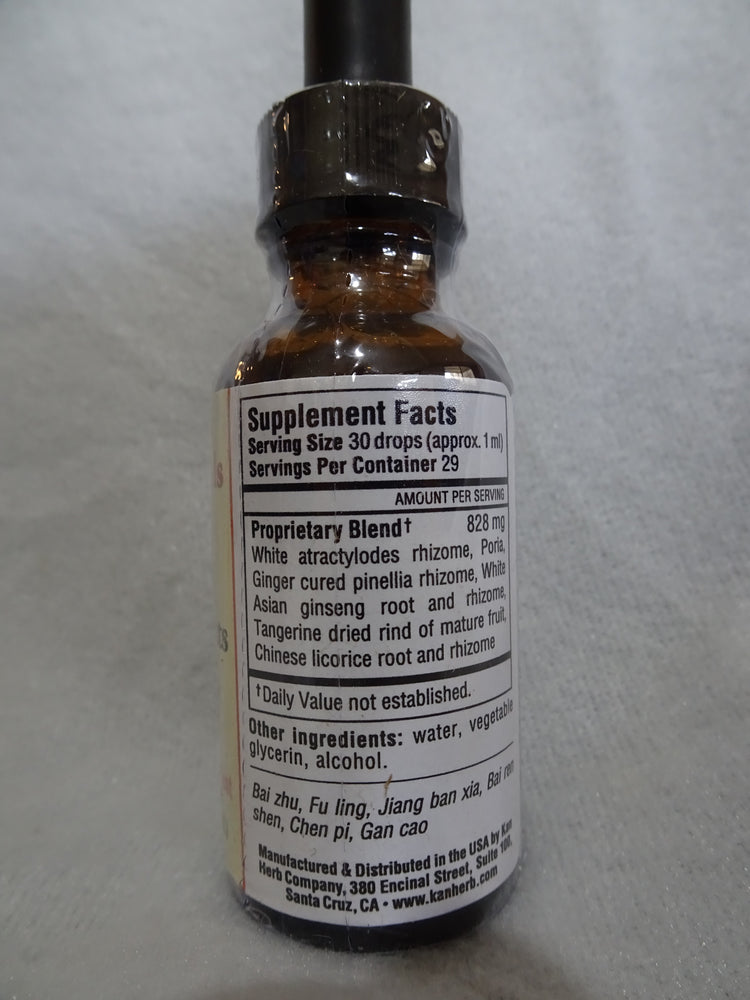 Supplement Facts
Serving Size 30 drops (approx. 1 ml)
Servings Per Container 29
AMOUNT PER SERVING
Proprietary Blend† 828 mg
White atractylodes rhizome, Poria,
Ginger cured pinellia rhizome, White
Asian ginseng root and rhizome,
Tangerine dried rind of mature fruit,
Chinese licorice root and rhizome
†Daily Value not established.
Other ingredients: water, vegetable
glycerin, alcohol.
Bai zhu, Fu ling, Jiang ban xia, Bai ren
shen, Chen pi, Gan cao
Manufactured & Distributed in the USA by Kan
Herb Company, 380 Encinal Street, Suite 100,
Santa Cruz, CA • www.kanherb.com